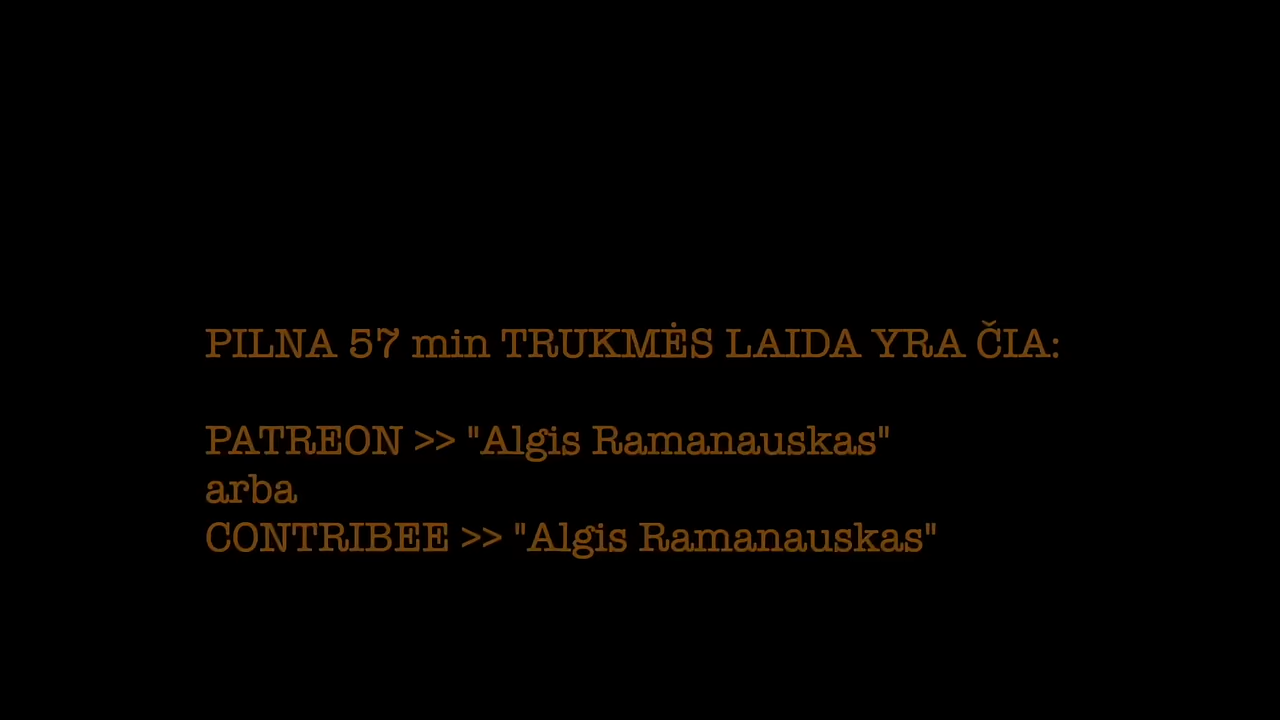 PILNA 57 min TRUKMĖS LAIDA YRA ČIA:
PATREON >> "Algis Ramanauskas"
arba
CONTRIBEE >> "Algis Ramanauskas"